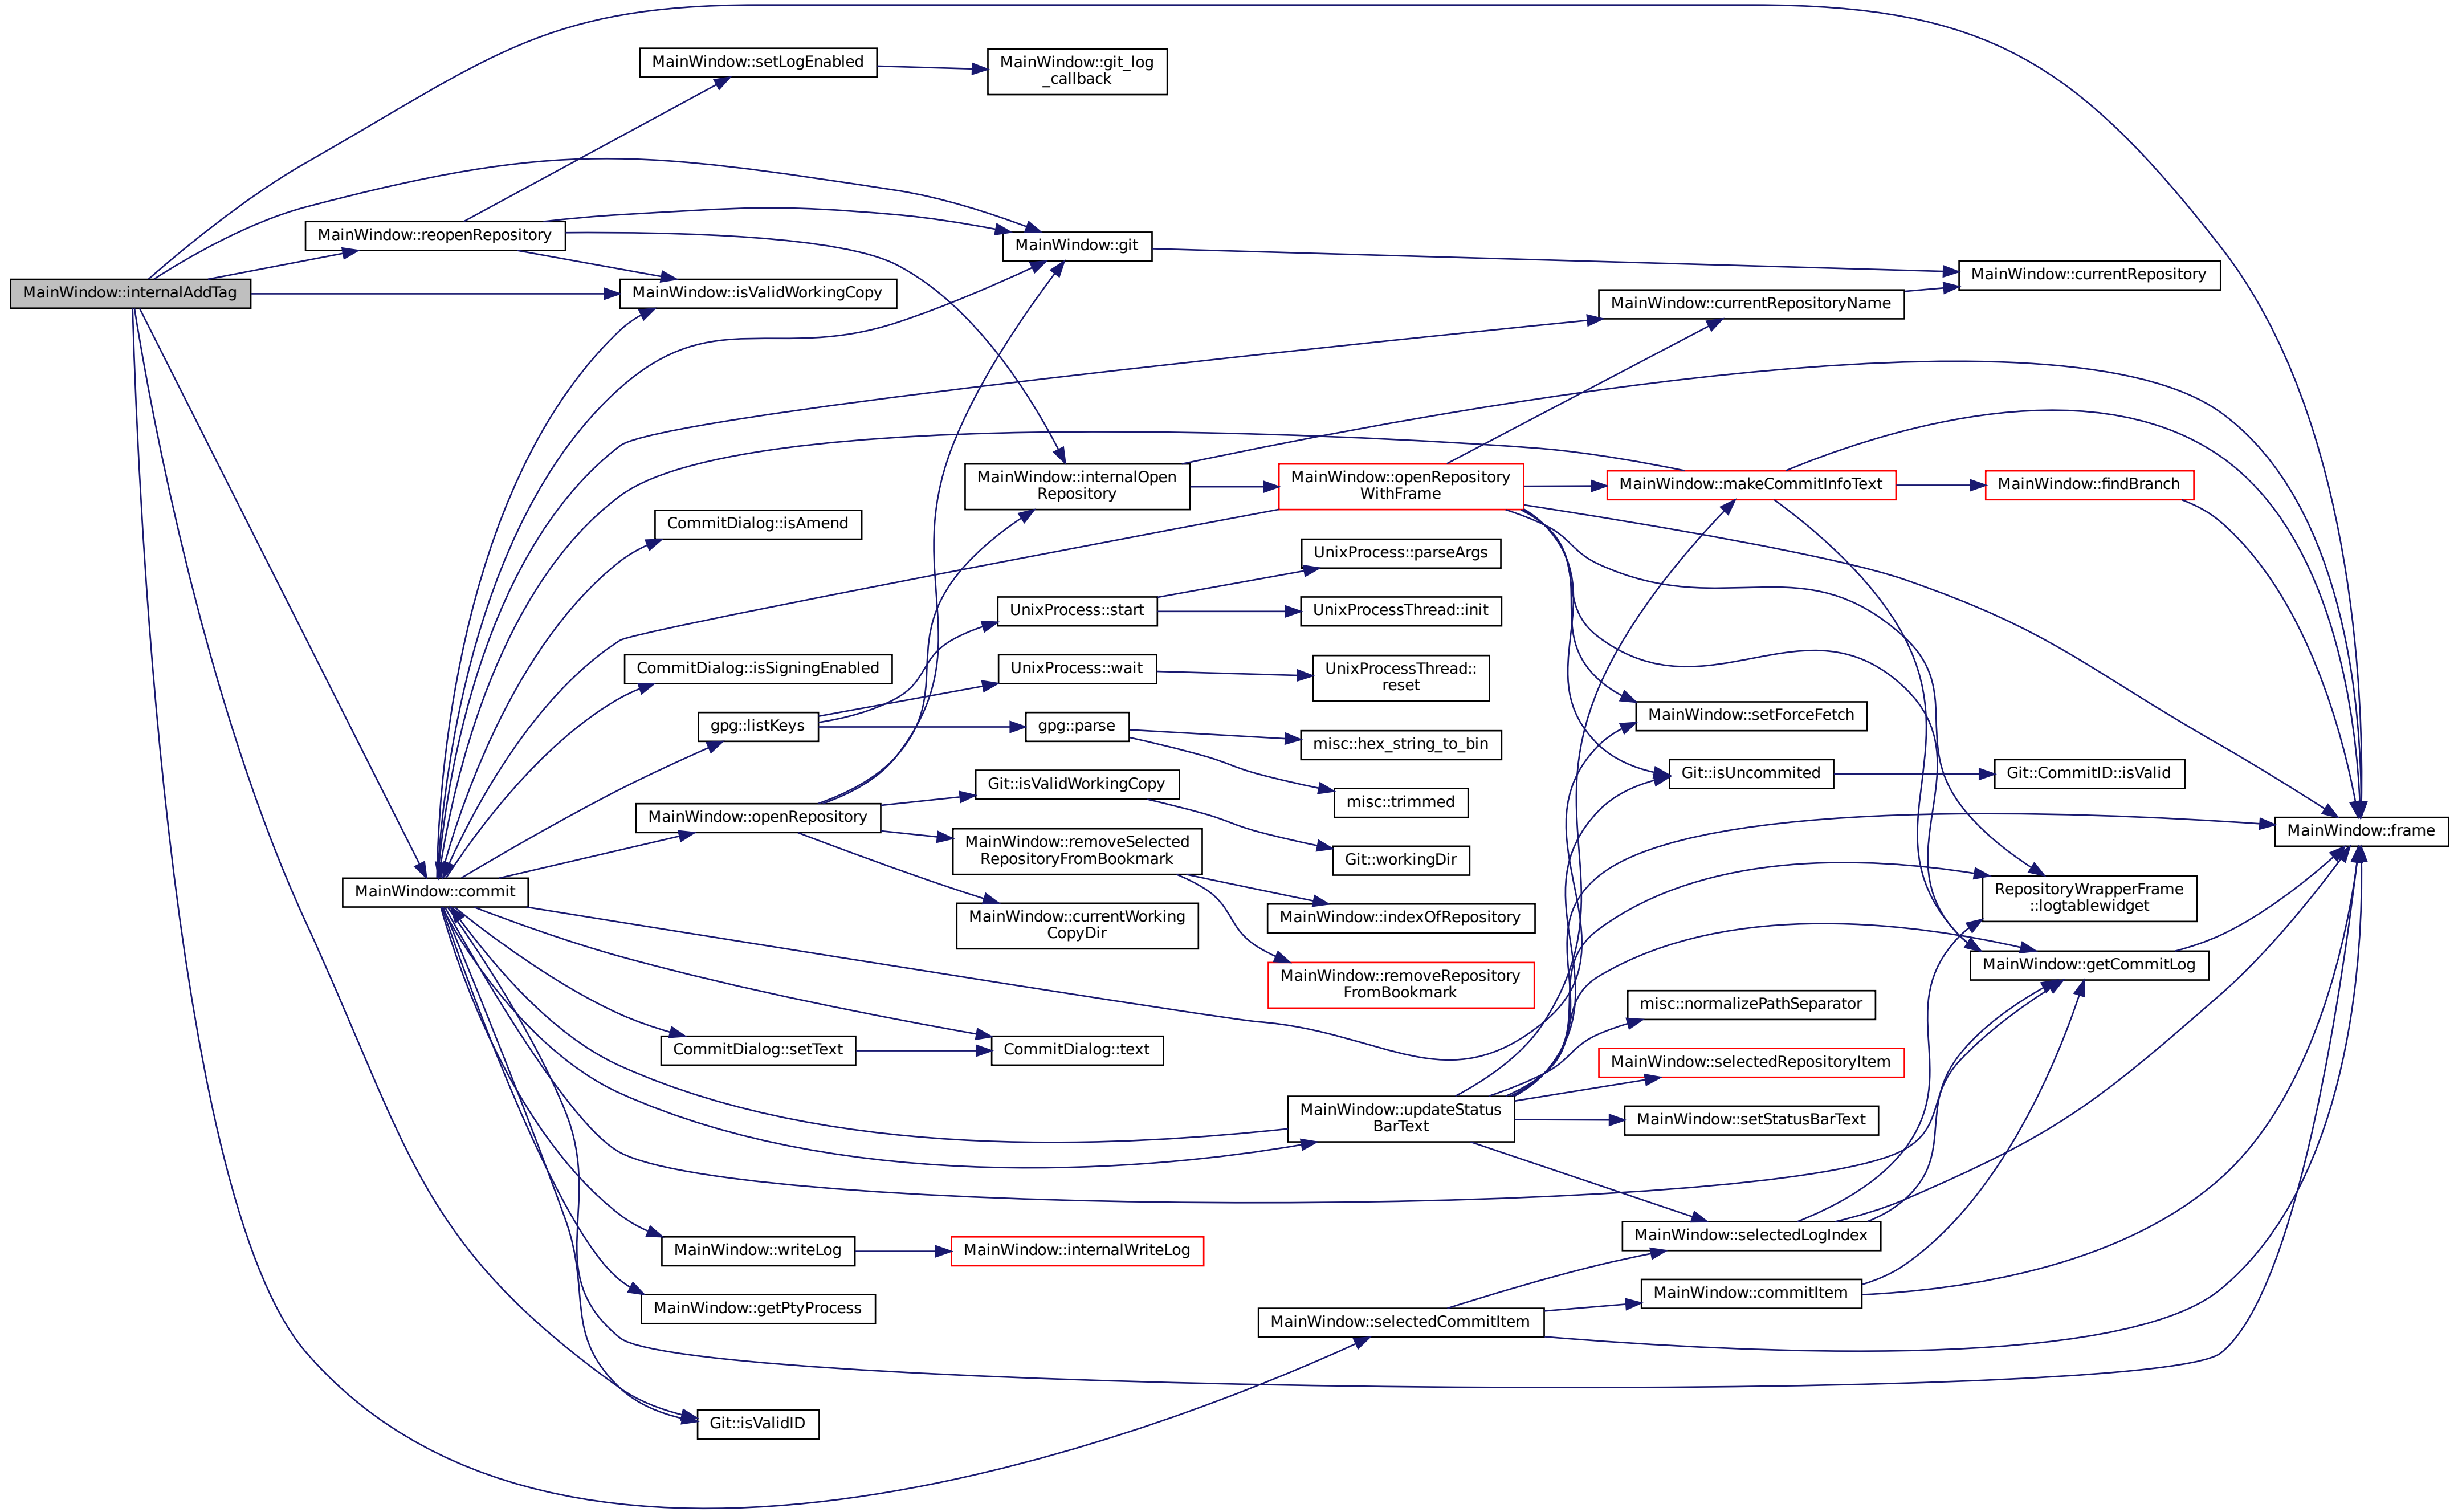 MainWindow::internalAddTag
MainWindow::reopenRepository
MainWindow::commit
MainWindow::setLogEnabled
MainWindow::isValidWorkingCopy
CommitDialog::isAmend
CommitDialog::isSigningEnabled
gpg::listKeys
MainWindow::openRepository
CommitDialog::setText
MainWindow::writeLog
MainWindow::getPtyProcess
Git::isValidID
MainWindow::git_log
_callback
MainWindow::git
MainWindow::internalOpen
Repository
UnixProcess::start
UnixProcess::wait
gpg::parse
Git::isValidWorkingCopy
MainWindow::removeSelected
RepositoryFromBookmark
MainWindow::currentWorking
CopyDir
CommitDialog::text
MainWindow::internalWriteLog
MainWindow::openRepository
WithFrame
UnixProcess::parseArgs
UnixProcessThread::init
UnixProcessThread::
reset
misc::hex_string_to_bin
misc::trimmed
Git::workingDir
MainWindow::indexOfRepository
MainWindow::removeRepository
FromBookmark
MainWindow::updateStatus
BarText
MainWindow::selectedCommitItem
MainWindow::currentRepositoryName
MainWindow::makeCommitInfoText
MainWindow::setForceFetch
Git::isUncommited
misc::normalizePathSeparator
MainWindow::selectedRepositoryItem
MainWindow::setStatusBarText
MainWindow::selectedLogIndex
MainWindow::commitItem
MainWindow::currentRepository
MainWindow::findBranch
Git::CommitID::isValid
RepositoryWrapperFrame
::logtablewidget
MainWindow::getCommitLog
MainWindow::frame